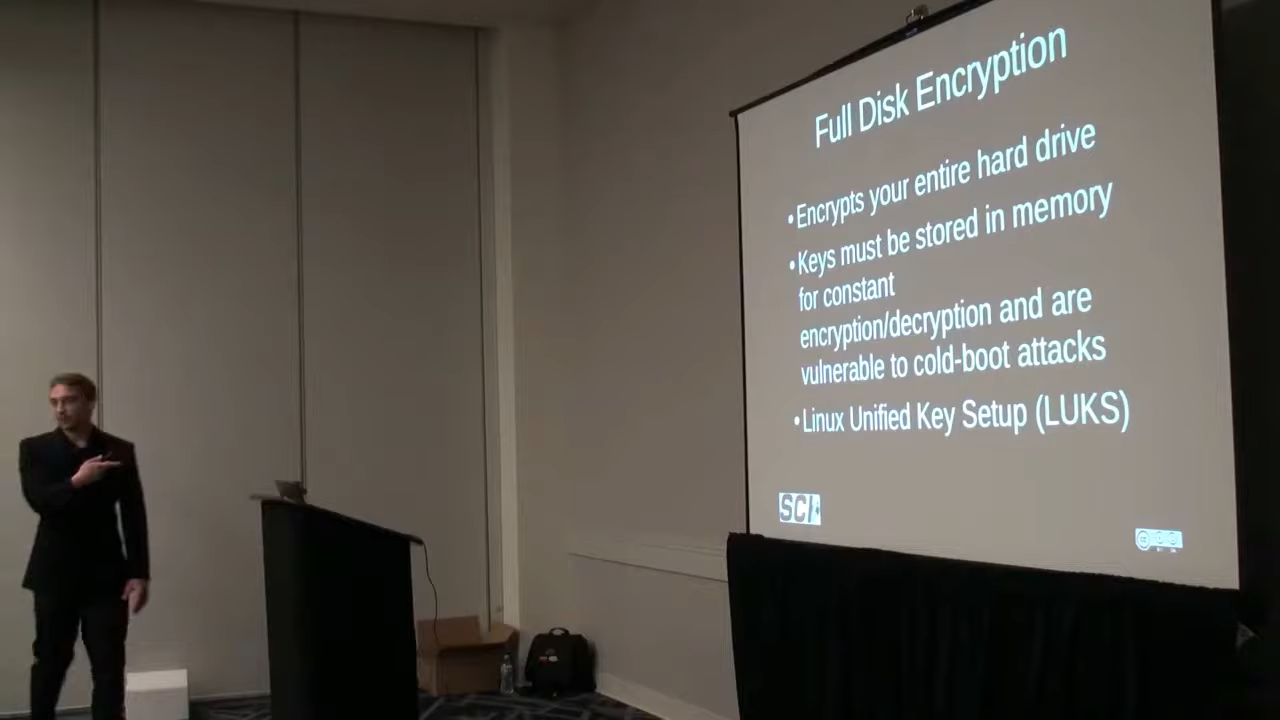 Full Disk Encryption
•Encrypts your entire hard drive
•Keys must be stored in memory
for constant
encryption/decryption and are
vulnerable to cold-boot attacks
•Linux Unified Key Setup (LUKS)
SCI